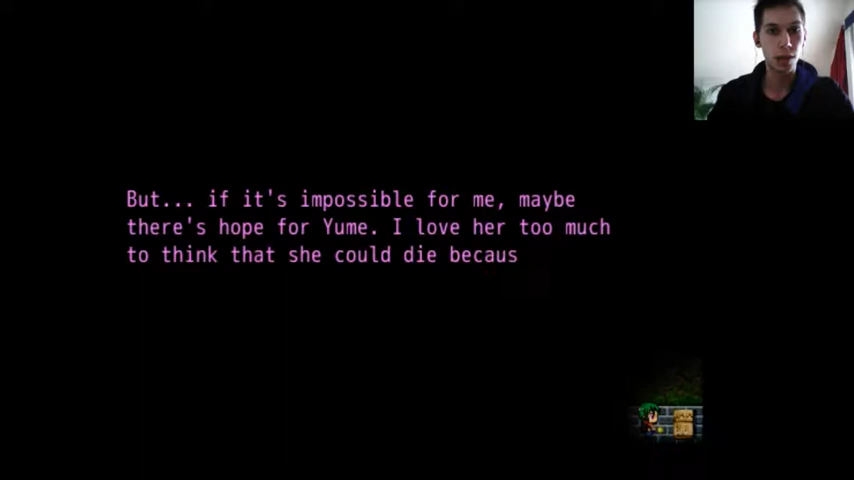 But... if it's impossible for me, maybe
there's hope for Yume. I love her too much
to think that she could die becaus